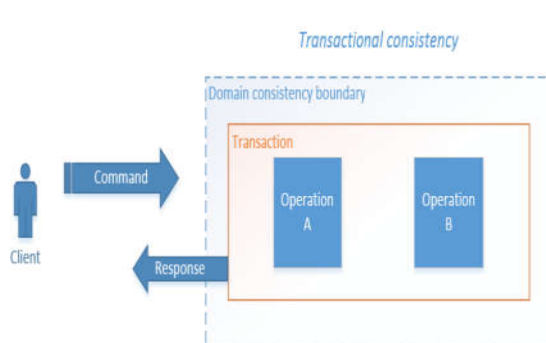 Transactional consistency
Domain consistency boundary
Transaction
Command
Operation
A
Operation
B
Client
Response